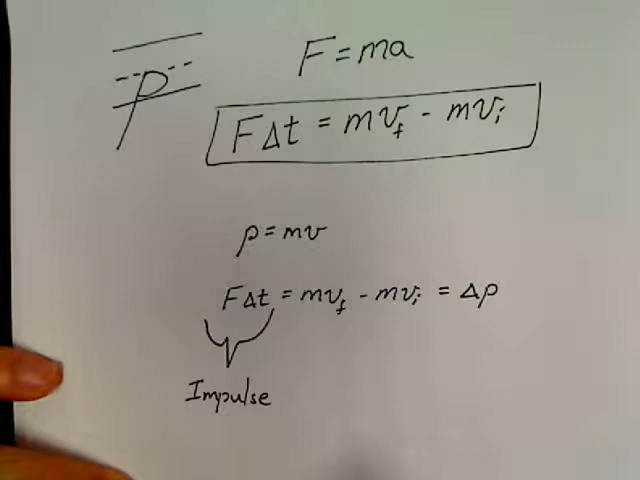 p
F = ma
FΔt = mv_f - mv_i
p = mv
FΔt = mv_f - mv_i = Δp
Impulse